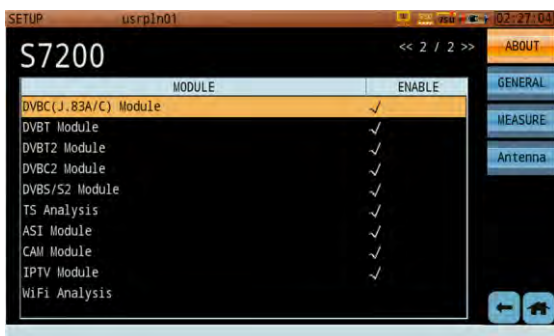 SETUP usrpIn01 02:27:04
S7200 << 2 / 2 >> ABOUT
MODULE ENABLE GENERAL
DVBC(J.83A/C) Module √
DVBT Module √ MEASURE
DVBT2 Module √
DVBC2 Module √ Antenna
DVBS/S2 Module √
TS Analysis √
ASI Module √
CAM Module √
IPTV Module √
WiFi Analysis